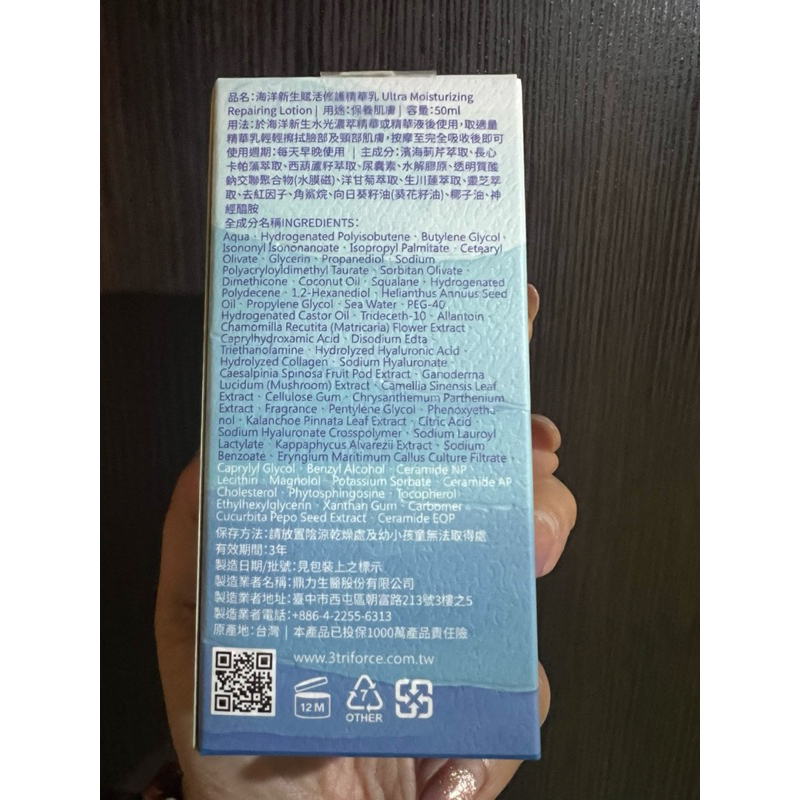 品名：海洋新生賦活修護精華乳 Ultra Moisturizing
Repairing Lotion | 用途：保養肌膚 | 容量：50ml
用法：於海洋新生水光濃萃精華或精華液後使用，取適量
精華乳輕輕擦拭臉部及頸部肌膚，按摩至完全吸收後即可
使用週期：每天早晚使用 | 主成分：濱海薊芹萃取、長心
卡帕藻萃取、西葫蘆籽萃取、尿囊素、水解膠原、透明質酸
鈉交聯聚合物(水膜磁)、洋甘菊萃取、生川蓮萃取、靈芝萃
取、去紅因子、角鯊烷、向日葵籽油(葵花籽油)、椰子油、神
經醯胺
全成分名稱INGREDIENTS：
Aqua、Hydrogenated Polyisobutene、Butylene Glycol、
Isononyl Isononanoate、Isopropyl Palmitate、Cetearyl
Olivate、Glycerin、Propanediol、Sodium
Polyacryloyldimethyl Taurate、Sorbitan Olivate、
Dimethicone、Coconut Oil、Squalane、Hydrogenated
Polydecene、1,2-Hexanediol、Helianthus Annuus Seed
Oil、Propylene Glycol、Sea Water、PEG-40
Hydrogenated Castor Oil、Trideceth-10、Allantoin、
Chamomilla Recutita (Matricaria) Flower Extract、
Caprylhydroxamic Acid、Disodium Edta、
Triethanolamine、Hydrolyzed Hyaluronic Acid、
Hydrolyzed Collagen、Sodium Hyaluronate、
Caesalpinia Spinosa Fruit Pod Extract、Ganoderma
Lucidum (Mushroom) Extract、Camellia Sinensis Leaf
Extract、Cellulose Gum、Chrysanthemum Parthenium
Extract、Fragrance、Pentylene Glycol、Phenoxyetha
nol、Kalanchoe Pinnata Leaf Extract、Citric Acid、
Sodium Hyaluronate Crosspolymer、Sodium Lauroyl
Lactylate、Kappaphycus Alvarezii Extract、Sodium
Benzoate、Eryngium Maritimum Callus Culture Filtrate、
Caprylyl Glycol、Benzyl Alcohol、Ceramide NP、
Lecithin、Magnolol、Potassium Sorbate、Ceramide AP、
Cholesterol、Phytosphingosine、Tocopherol、
Ethylhexylglycerin、Xanthan Gum、Carbomer、
Cucurbita Pepo Seed Extract、Ceramide EOP
保存方法：請放置陰涼乾燥處及幼小孩童無法取得處
有效期間：3年
製造日期/批號：見包裝上之標示
製造業者名稱：鼎力生醫股份有限公司
製造業者地址：臺中市西屯區朝富路213號3樓之5
製造業者電話：+886-4-2255-6313
原產地：台灣 | 本產品已投保1000萬產品責任險
www.3triforce.com.tw
12 M
7
OTHER